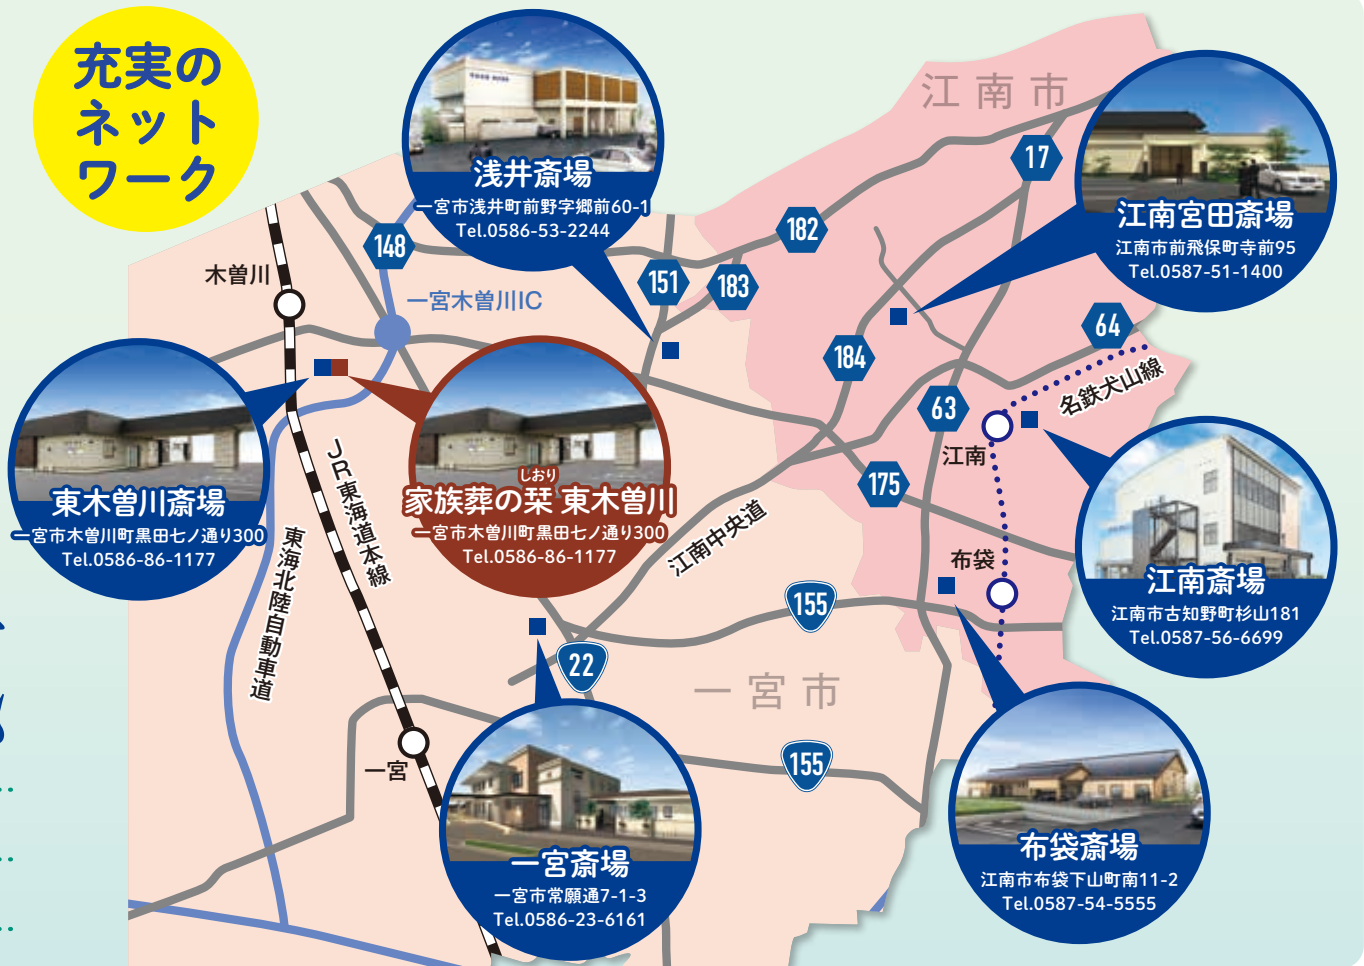 充実の
ネット
ワーク
浅井斎場
一宮市浅井町前野字郷前60-1
Tel.0586-53-2244
江南市
17
江南宮田斎場
江南市前飛保町寺前95
Tel.0587-51-1400
182
148
151
183
木曽川
一宮木曽川IC
64
184
名鉄犬山線
63
江南
175
東木曽川斎場
一宮市木曽川町黒田七ノ通り300
Tel.0586-86-1177
JR東海道本線
しおり
家族葬の栞 東木曽川
一宮市木曽川町黒田七ノ通り300
Tel.0586-86-1177
東海北陸自動車道
江南中央道
布袋
江南斎場
江南市古知野町杉山181
Tel.0587-56-6699
155
22
一宮市
155
一宮
一宮斎場
一宮市常願通7-1-3
Tel.0586-23-6161
布袋斎場
江南市布袋下山町南11-2
Tel.0587-54-5555